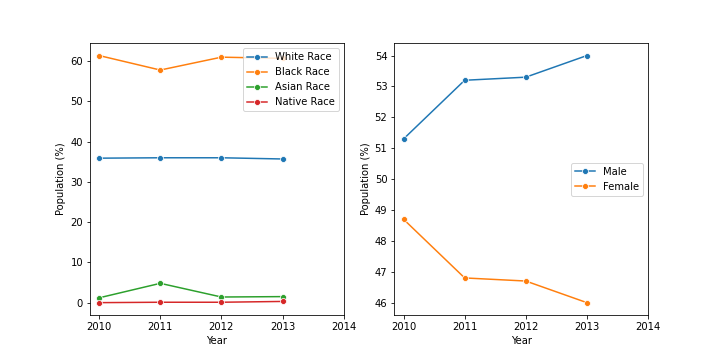 60
50
40
30
20
10
0
Population (%)
2010 2011 2012 2013 2014
Year
White Race
Black Race
Asian Race
Native Race
54
53
52
51
50
49
48
47
46
Population (%)
2010 2011 2012 2013 2014
Year
Male
Female